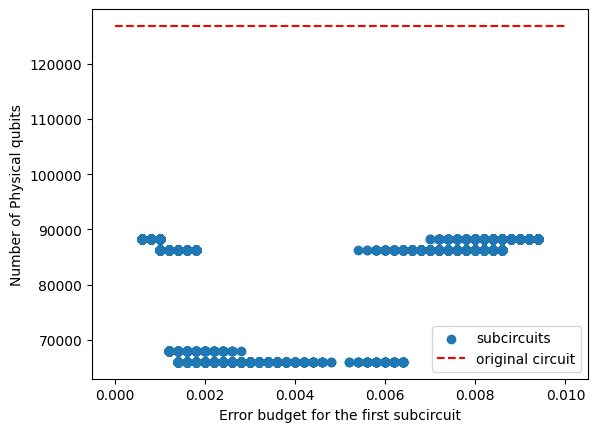 Number of Physical qubits
120000
110000
100000
90000
80000
70000
0.000 0.002 0.004 0.006 0.008 0.010
Error budget for the first subcircuit
subcircuits
original circuit